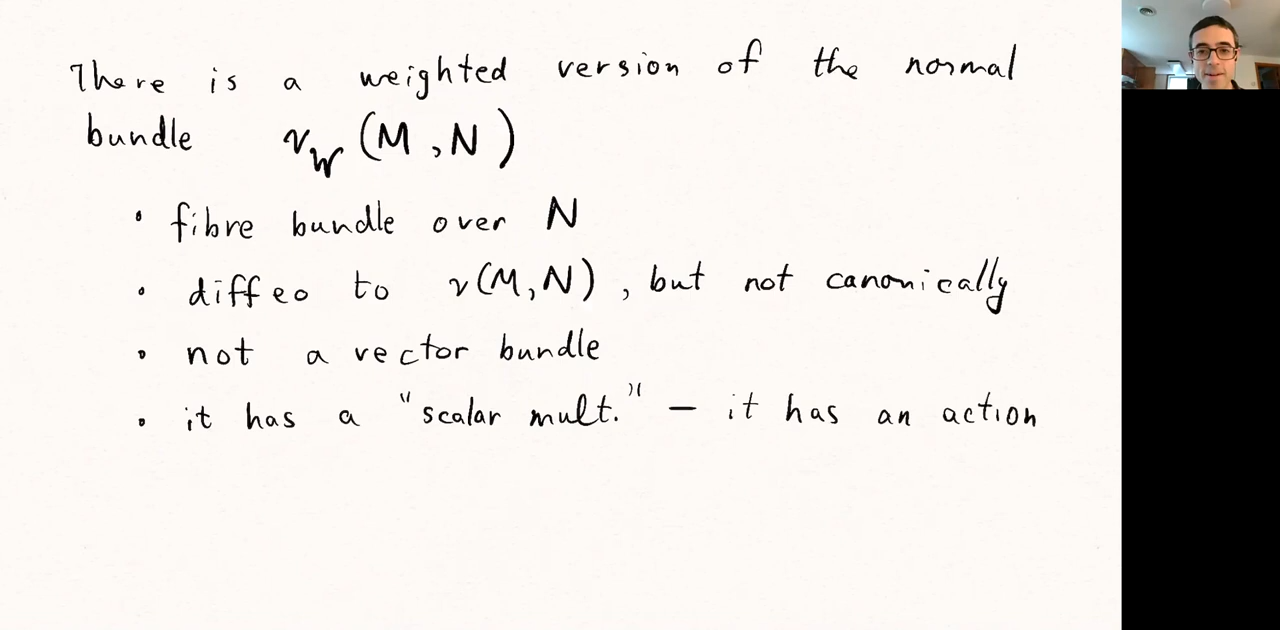 There is a weighted version of the normal
bundle ν_W (M, N)
• fibre bundle over N
• diffeo to ν(M, N), but not canonically
• not a vector bundle
• it has a "scalar mult." — it has an action